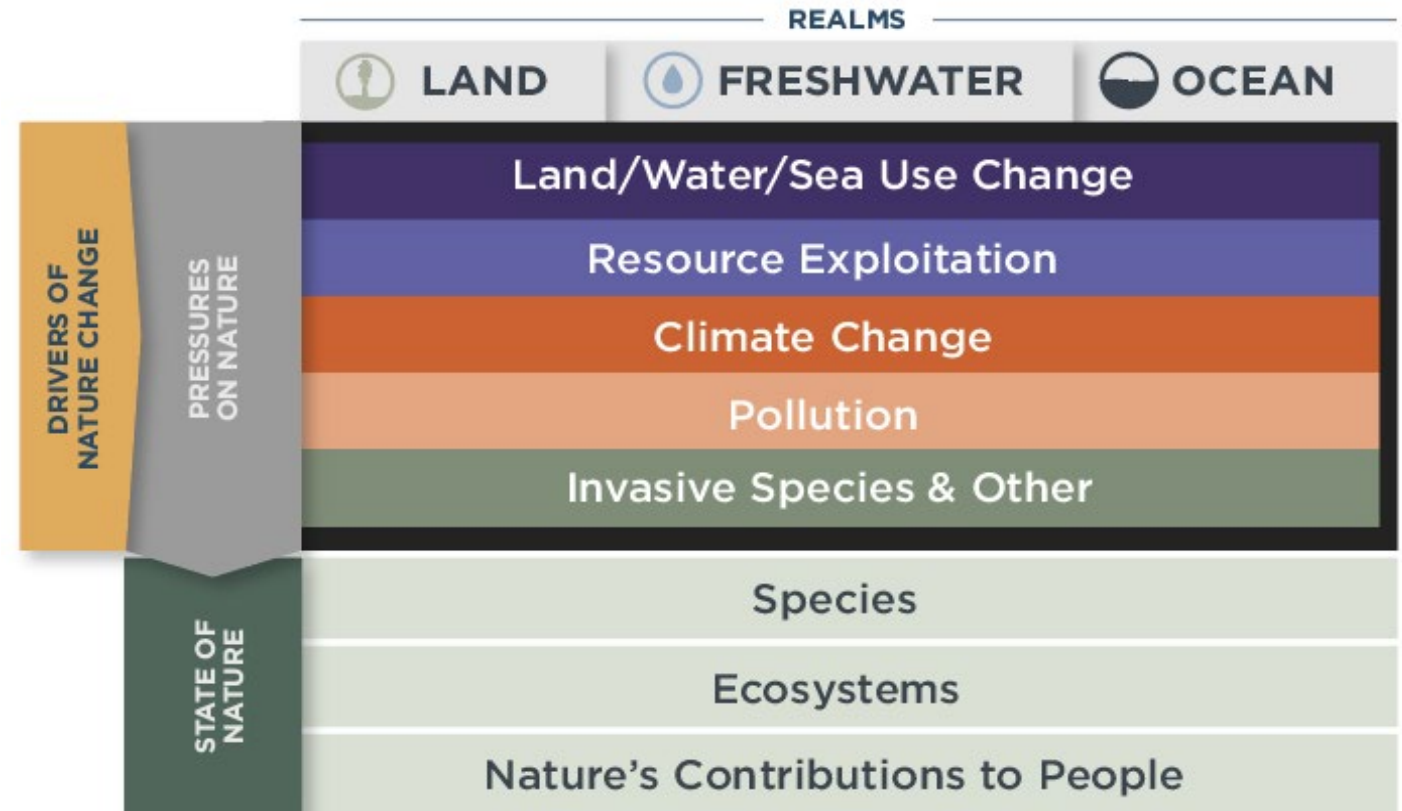 REALMS
LAND
FRESHWATER
OCEAN
DRIVERS OF
NATURE CHANGE
PRESSURES
ON NATURE
Land/Water/Sea Use Change
Resource Exploitation
Climate Change
Pollution
Invasive Species & Other
STATE OF
NATURE
Species
Ecosystems
Nature’s Contributions to People